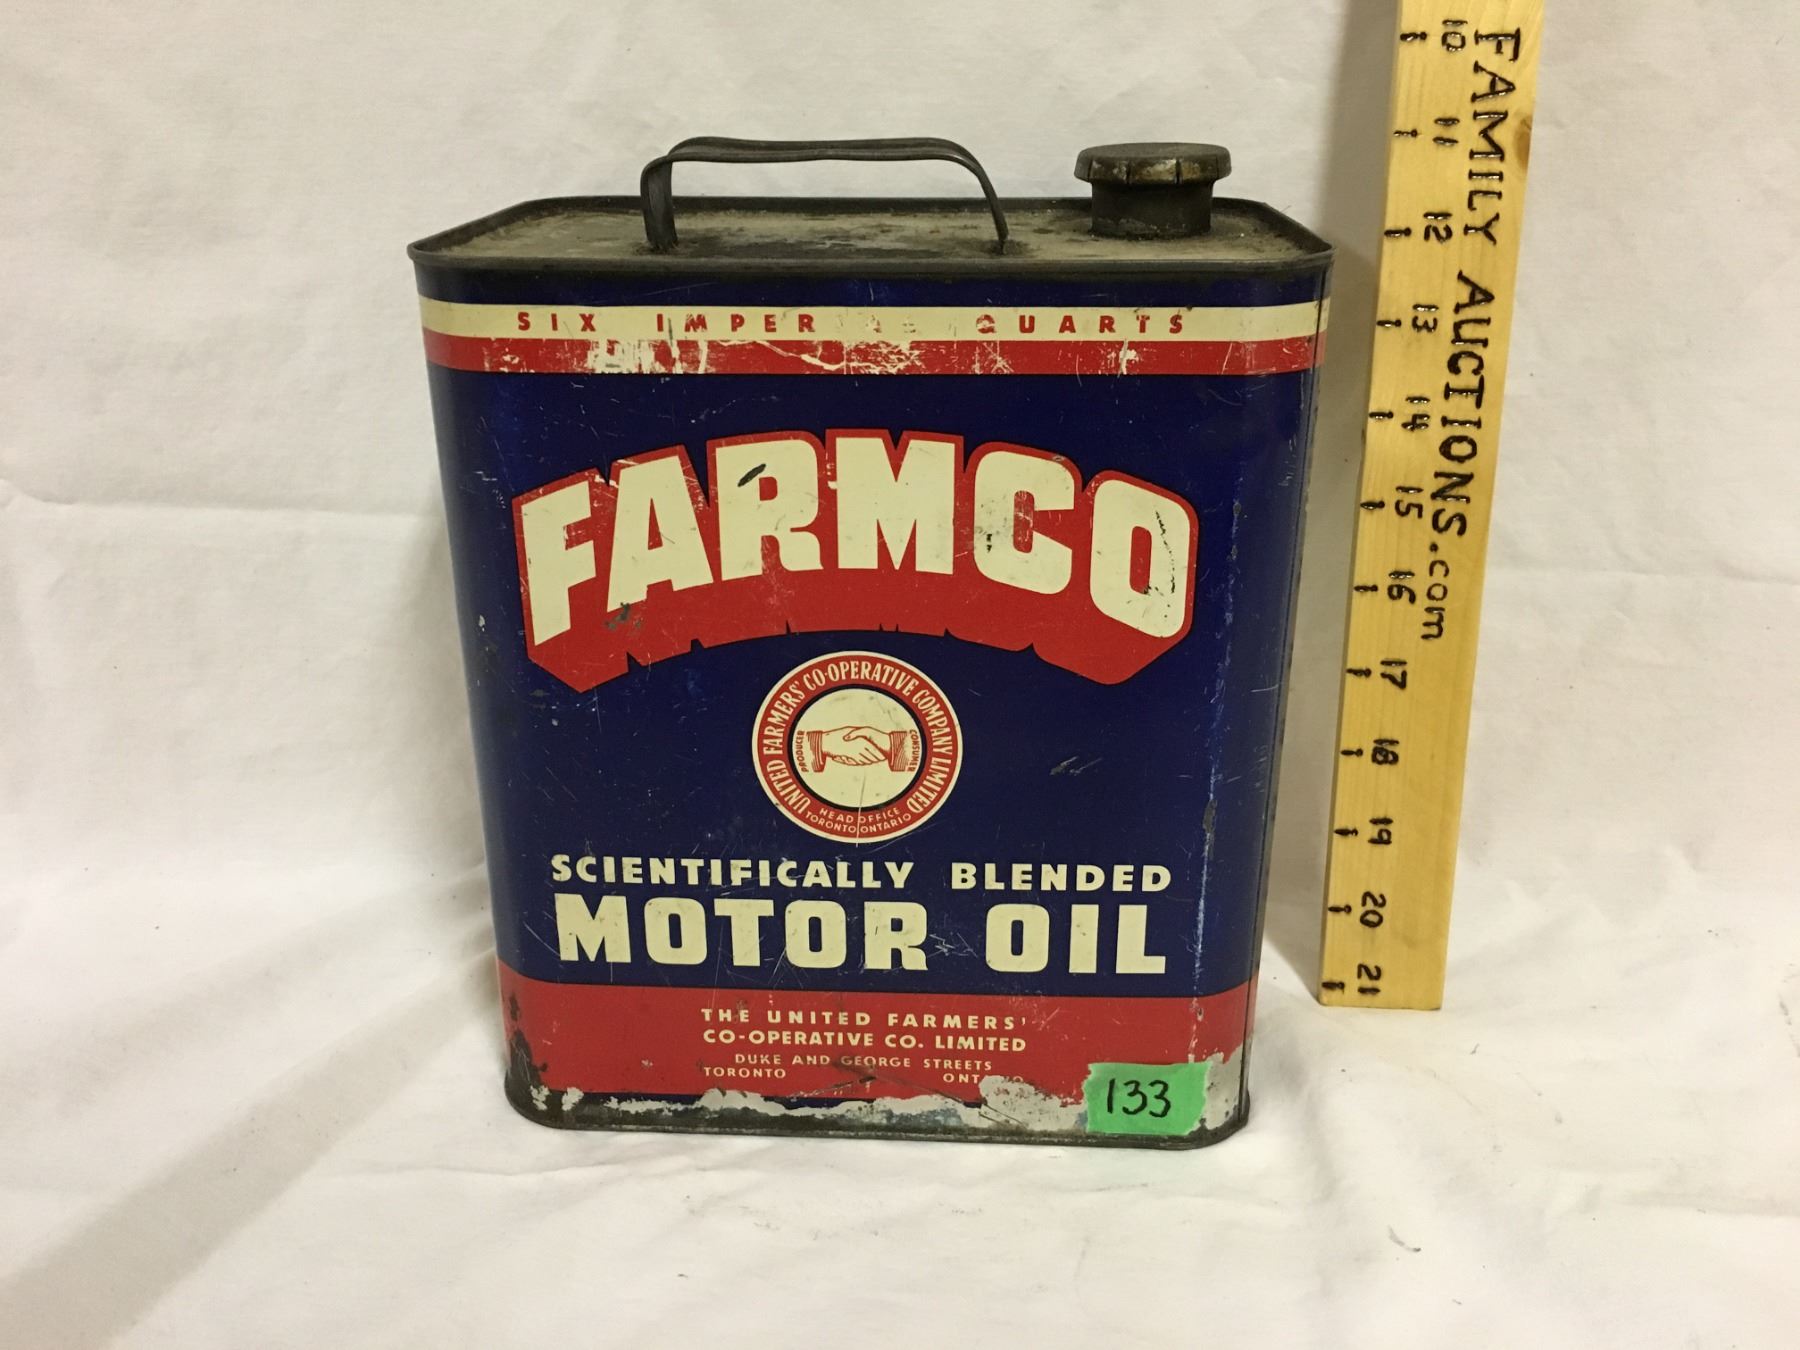 SIX QUARTS
FARMCO
UNITED FARMERS' CO-OPERATIVE COMPANY LIMITED
PRODUCER
CONSUMER
HEAD OFFICE
TORONTO ONTARIO
SCIENTIFICALLY BLENDED
MOTOR OIL
THE UNITED FARMERS'
CO-OPERATIVE CO. LIMITED
DUKE AND GEORGE STREETS
TORONTO
133
FAMILY AUCTIONS.com
10
11
12
13
14
15
16
17
18
19
20
21